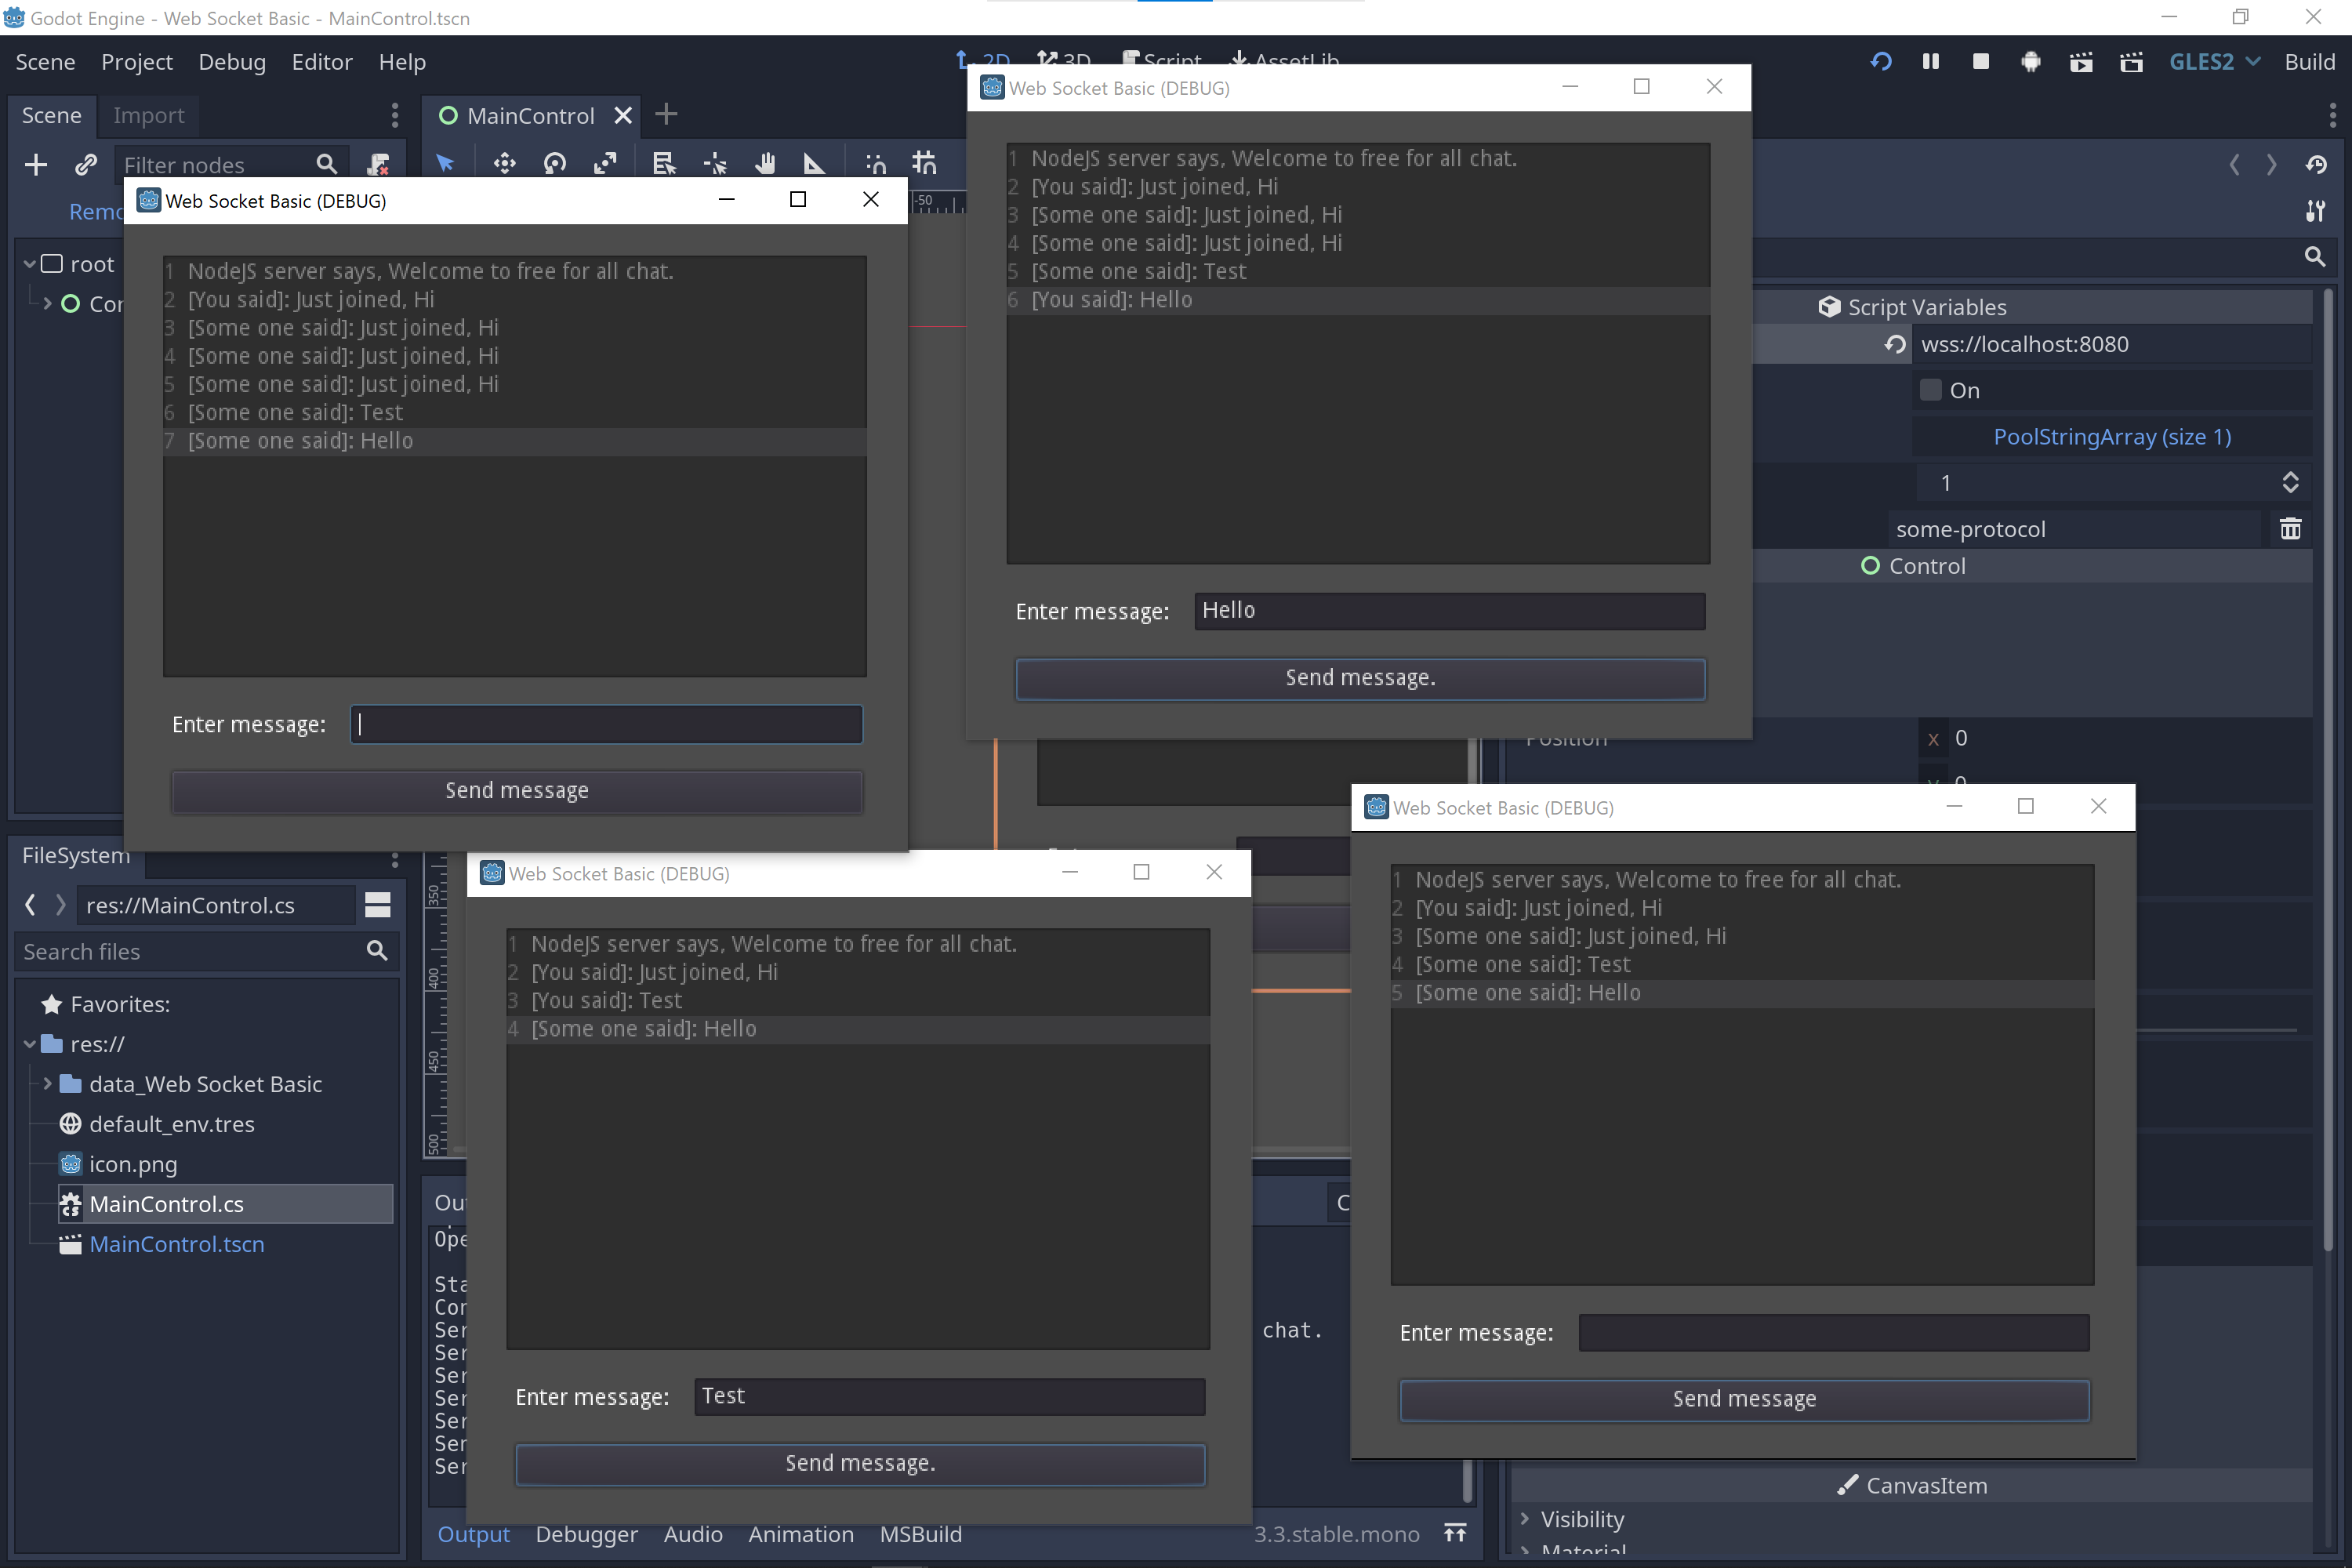 Godot Engine - Web Socket Basic - MainControl.tscn
Scene Project Debug Editor Help
2D 3D Script AssetLib
GLES2 Build
Scene Import
MainControl
Filter nodes
-50
root
Web Socket Basic (DEBUG)
1 NodeJS server says, Welcome to free for all chat.
2 [You said]: Just joined, Hi
3 [Some one said]: Just joined, Hi
4 [Some one said]: Just joined, Hi
5 [Some one said]: Just joined, Hi
6 [Some one said]: Test
7 [Some one said]: Hello
Enter message:
Send message
Web Socket Basic (DEBUG)
1 NodeJS server says, Welcome to free for all chat.
2 [You said]: Just joined, Hi
3 [Some one said]: Just joined, Hi
4 [Some one said]: Just joined, Hi
5 [Some one said]: Test
6 [You said]: Hello
Enter message: Hello
Send message.
Script Variables
wss://localhost:8080
On
PoolStringArray (size 1)
1
some-protocol
Control
Position x 0
y 0
FileSystem
res://MainControl.cs
Search files
Favorites:
res://
data_Web Socket Basic
default_env.tres
icon.png
MainControl.cs
MainControl.tscn
350
400
450
500
Web Socket Basic (DEBUG)
1 NodeJS server says, Welcome to free for all chat.
2 [You said]: Just joined, Hi
3 [You said]: Test
4 [Some one said]: Hello
Enter message: Test
Send message.
Web Socket Basic (DEBUG)
1 NodeJS server says, Welcome to free for all chat.
2 [You said]: Just joined, Hi
3 [Some one said]: Just joined, Hi
4 [Some one said]: Test
5 [Some one said]: Hello
Enter message:
Send message
chat.
Output Debugger Audio Animation MSBuild
3.3.stable.mono
CanvasItem
Visibility
Material